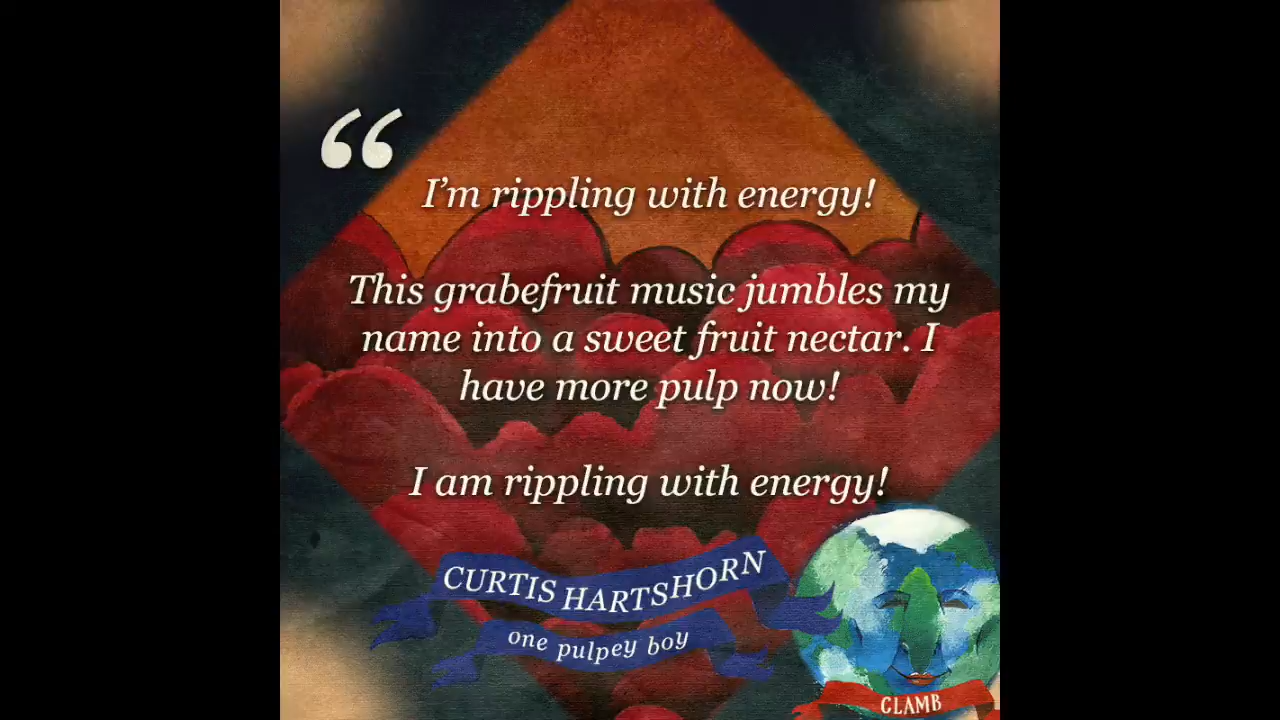 “
I’m rippling with energy!
This grabefruit music jumbles my
name into a sweet fruit nectar. I
have more pulp now!
I am rippling with energy!
CURTIS HARTSHORN
one pulpey boy
GLAMB